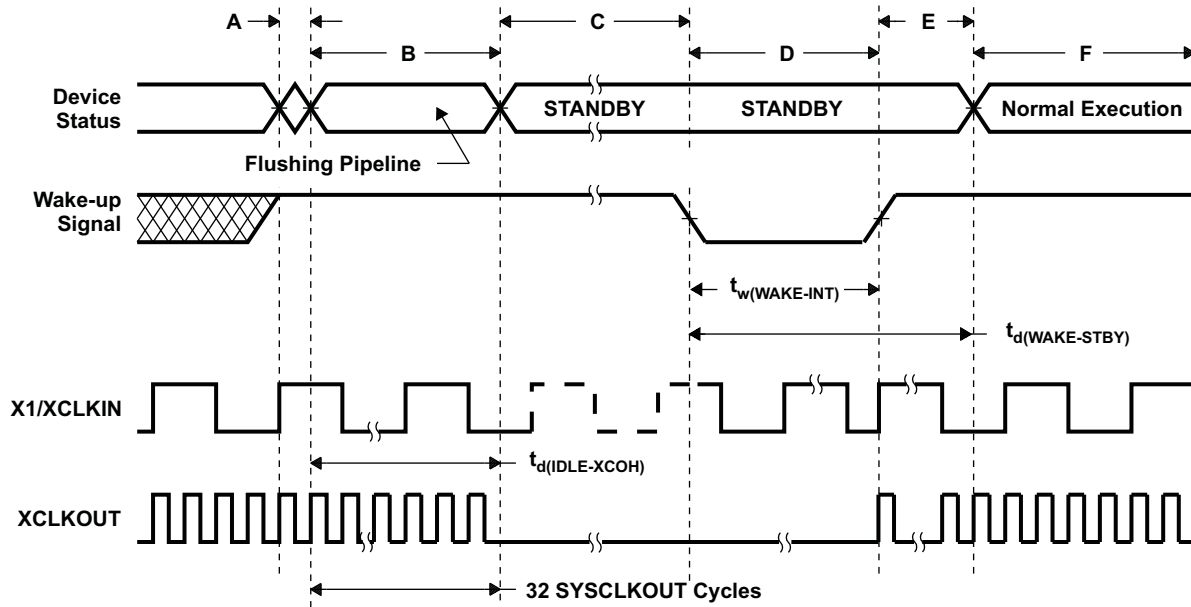 A
B
C
D
E
F
Device
Status
STANDBY
STANDBY
Normal Execution
Flushing Pipeline
Wake-up
Signal
tw(WAKE-INT)
td(WAKE-STBY)
X1/XCLKIN
td(IDLE-XCOH)
XCLKOUT
32 SYSCLKOUT Cycles